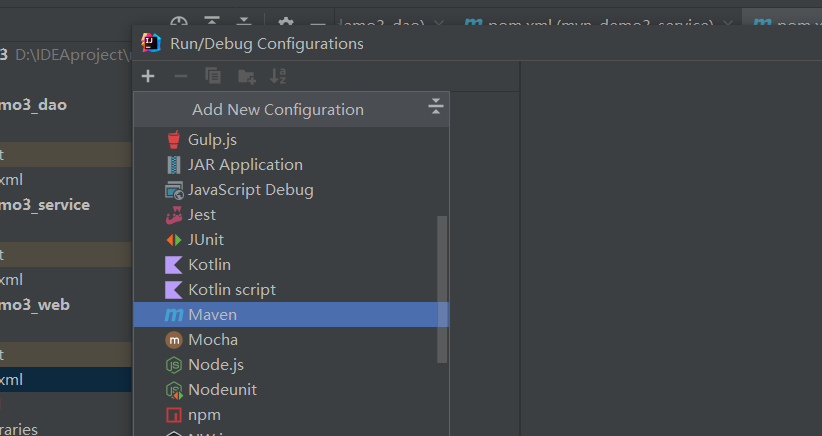 demo3_dao)
pom.xml (mvn_demo3_service)
pom.x
Run/Debug Configurations
3 D:\IDEAproject\
mo3_dao
t
xml
mo3_service
t
xml
mo3_web
t
xml
raries
Add New Configuration
Gulp.js
JAR Application
JavaScript Debug
Jest
JUnit
Kotlin
Kotlin script
m Maven
m Mocha
Node.js
Nodeunit
npm